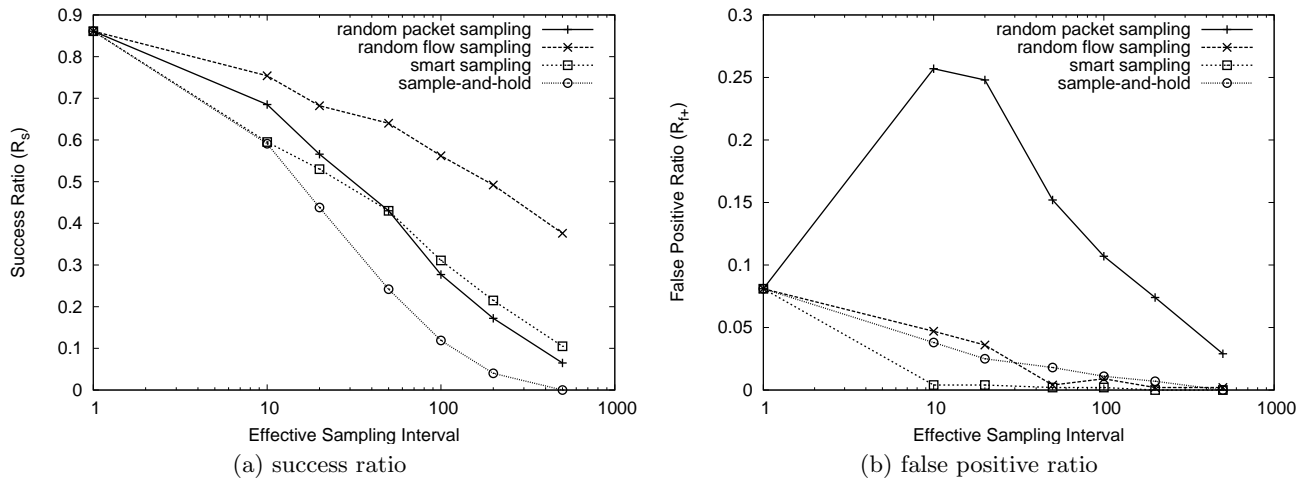 0.9
0.8
0.7
0.6
0.5
0.4
0.3
0.2
0.1
0
1
10
100
1000
Success Ratio (Rs)
Effective Sampling Interval
random packet sampling
random flow sampling
smart sampling
sample-and-hold
(a) success ratio
0.3
0.25
0.2
0.15
0.1
0.05
0
1
10
100
1000
False Positive Ratio (Rf+)
Effective Sampling Interval
random packet sampling
random flow sampling
smart sampling
sample-and-hold
(b) false positive ratio